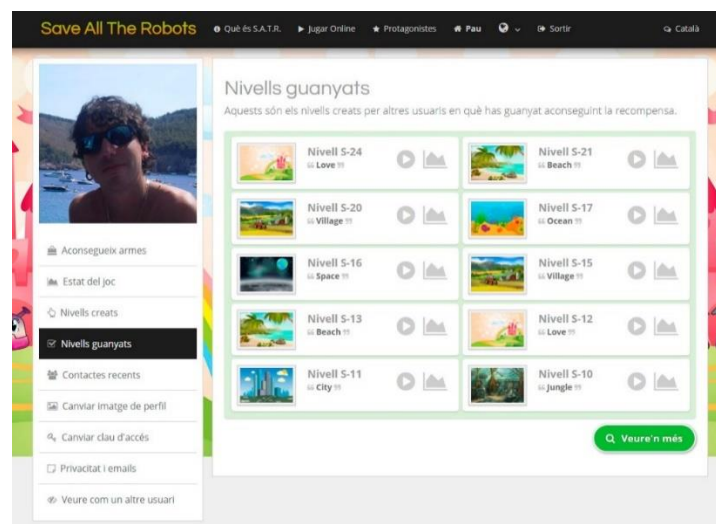 Save All The Robots
Què és S.A.T.R.
Jugar Online
Protagonistes
Pau
Sortir
Català
Aconsegueix armes
Estat del joc
Nivells creats
Nivells guanyats
Contactes recents
Canviar imatge de perfil
Canviar clau d'accés
Privacitat i emails
Veure com un altre usuari
Nivells guanyats
Aquests són els nivells creats per altres usuaris en què has guanyat aconseguint la recompensa.
Nivell S-24
“ Love ”
Nivell S-21
“ Beach ”
Nivell S-20
“ Village ”
Nivell S-17
“ Ocean ”
Nivell S-16
“ Space ”
Nivell S-15
“ Village ”
Nivell S-13
“ Beach ”
Nivell S-12
“ Love ”
Nivell S-11
“ City ”
Nivell S-10
“ Jungle ”
Veure'n més